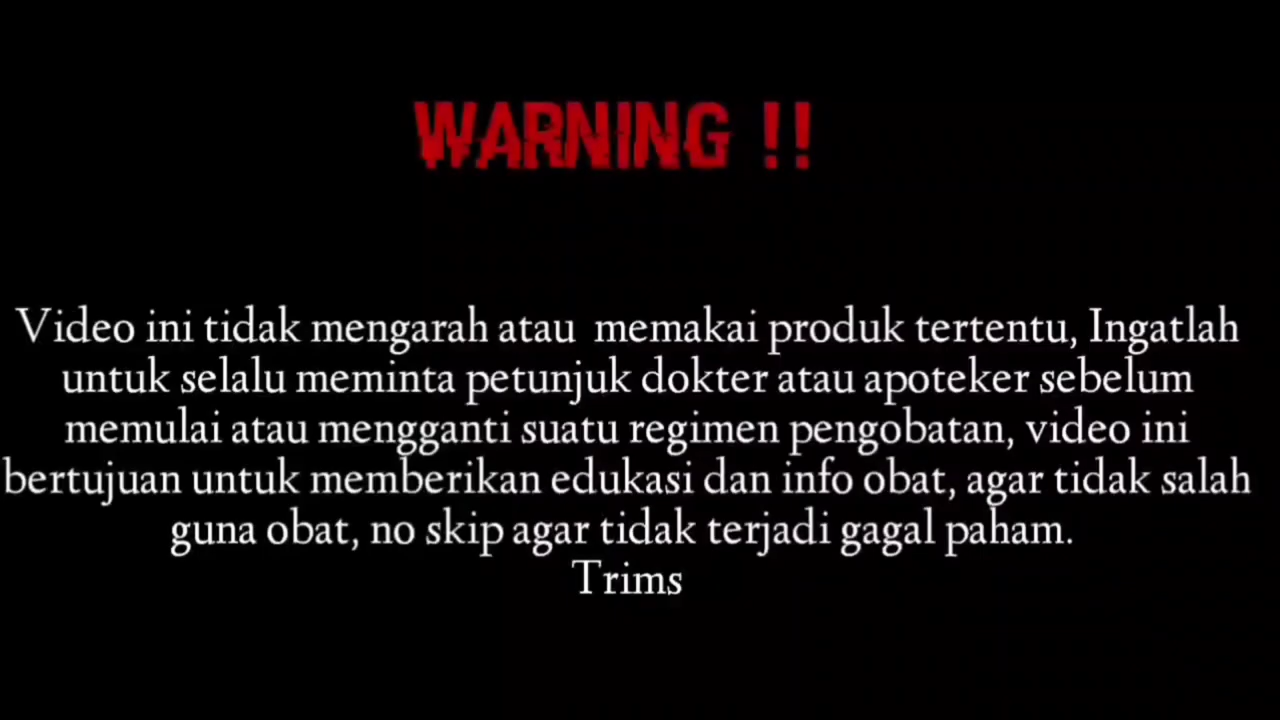 WARNING !!
Video ini tidak mengarah atau memakai produk tertentu, Ingatlah
untuk selalu meminta petunjuk dokter atau apoteker sebelum
memulai atau mengganti suatu regimen pengobatan, video ini
bertujuan untuk memberikan edukasi dan info obat, agar tidak salah
guna obat, no skip agar tidak terjadi gagal paham.
Trims